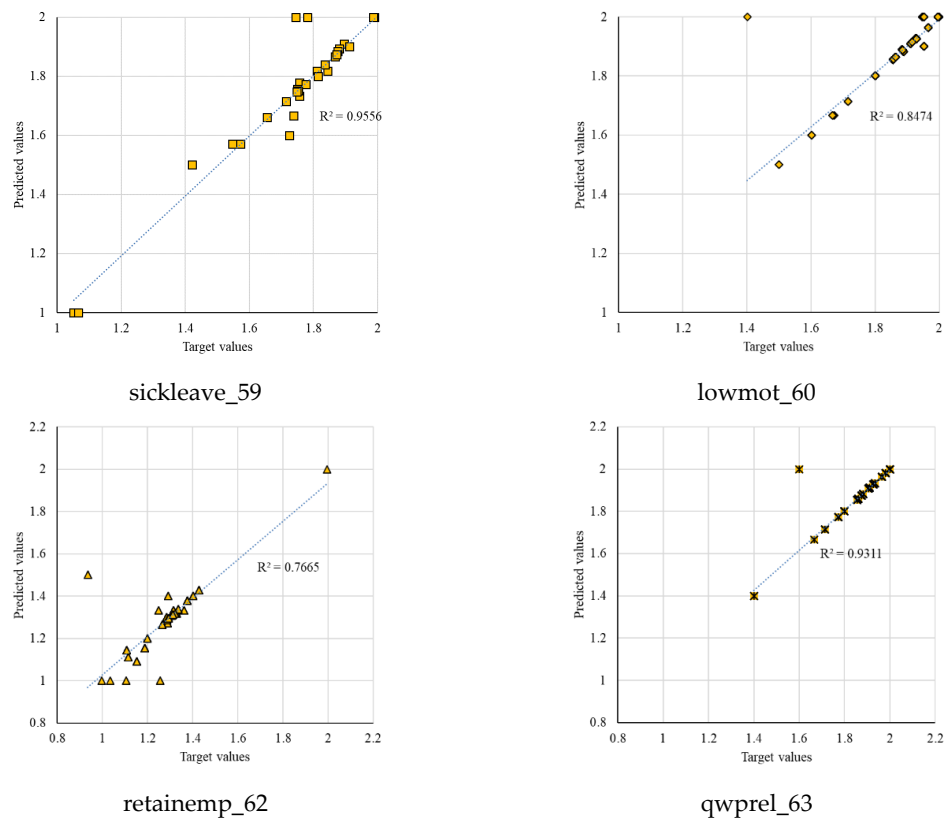 2
1.8
1.6
1.4
1.2
1
Predicted values
R² = 0.9556
1 1.2 1.4 1.6 1.8 2
Target values
sickleave_59
2
1.8
1.6
1.4
1.2
1
Predicted values
R² = 0.8474
1 1.2 1.4 1.6 1.8 2
Target values
lowmot_60
2.2
2
1.8
1.6
1.4
1.2
1
0.8
Predicted values
R² = 0.7665
0.8 1 1.2 1.4 1.6 1.8 2 2.2
Target values
retainemp_62
2.2
2
1.8
1.6
1.4
1.2
1
0.8
Predicted values
R² = 0.9311
0.8 1 1.2 1.4 1.6 1.8 2 2.2
Target values
qwprel_63